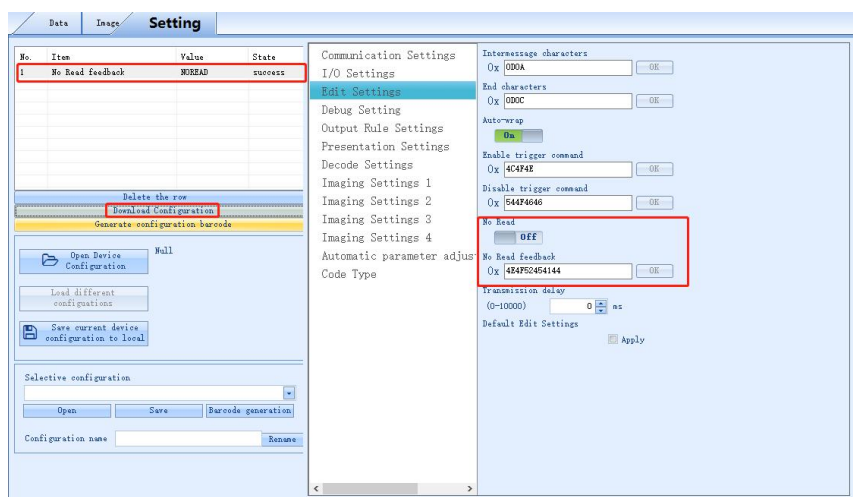 Data Image Setting
No. Item Value State
1 No Read feedback NOREAD success
Delete the row
Download Configuration
Generate configuration barcode
Open Device
Configuration
Null
Load different
configuations
Save current device
configuration to local
Selective configuration
Open Save Barcode generation
Configuration name Rename
Communication Settings
I/O Settings
Edit Settings
Debug Setting
Output Rule Settings
Presentation Settings
Decode Settings
Imaging Settings 1
Imaging Settings 2
Imaging Settings 3
Imaging Settings 4
Automatic parameter adjus
Code Type
Intermessage characters
0x 0D0A OK
End characters
0x 0D0C OK
Auto-wrap
On
Enable trigger command
0x 4C4F4E OK
Disable trigger command
0x 544F4646 OK
No Read
Off
No Read feedback
0x 4E4F52454144 OK
Transmission delay
(0-10000) 0 ms
Default Edit Settings
Apply